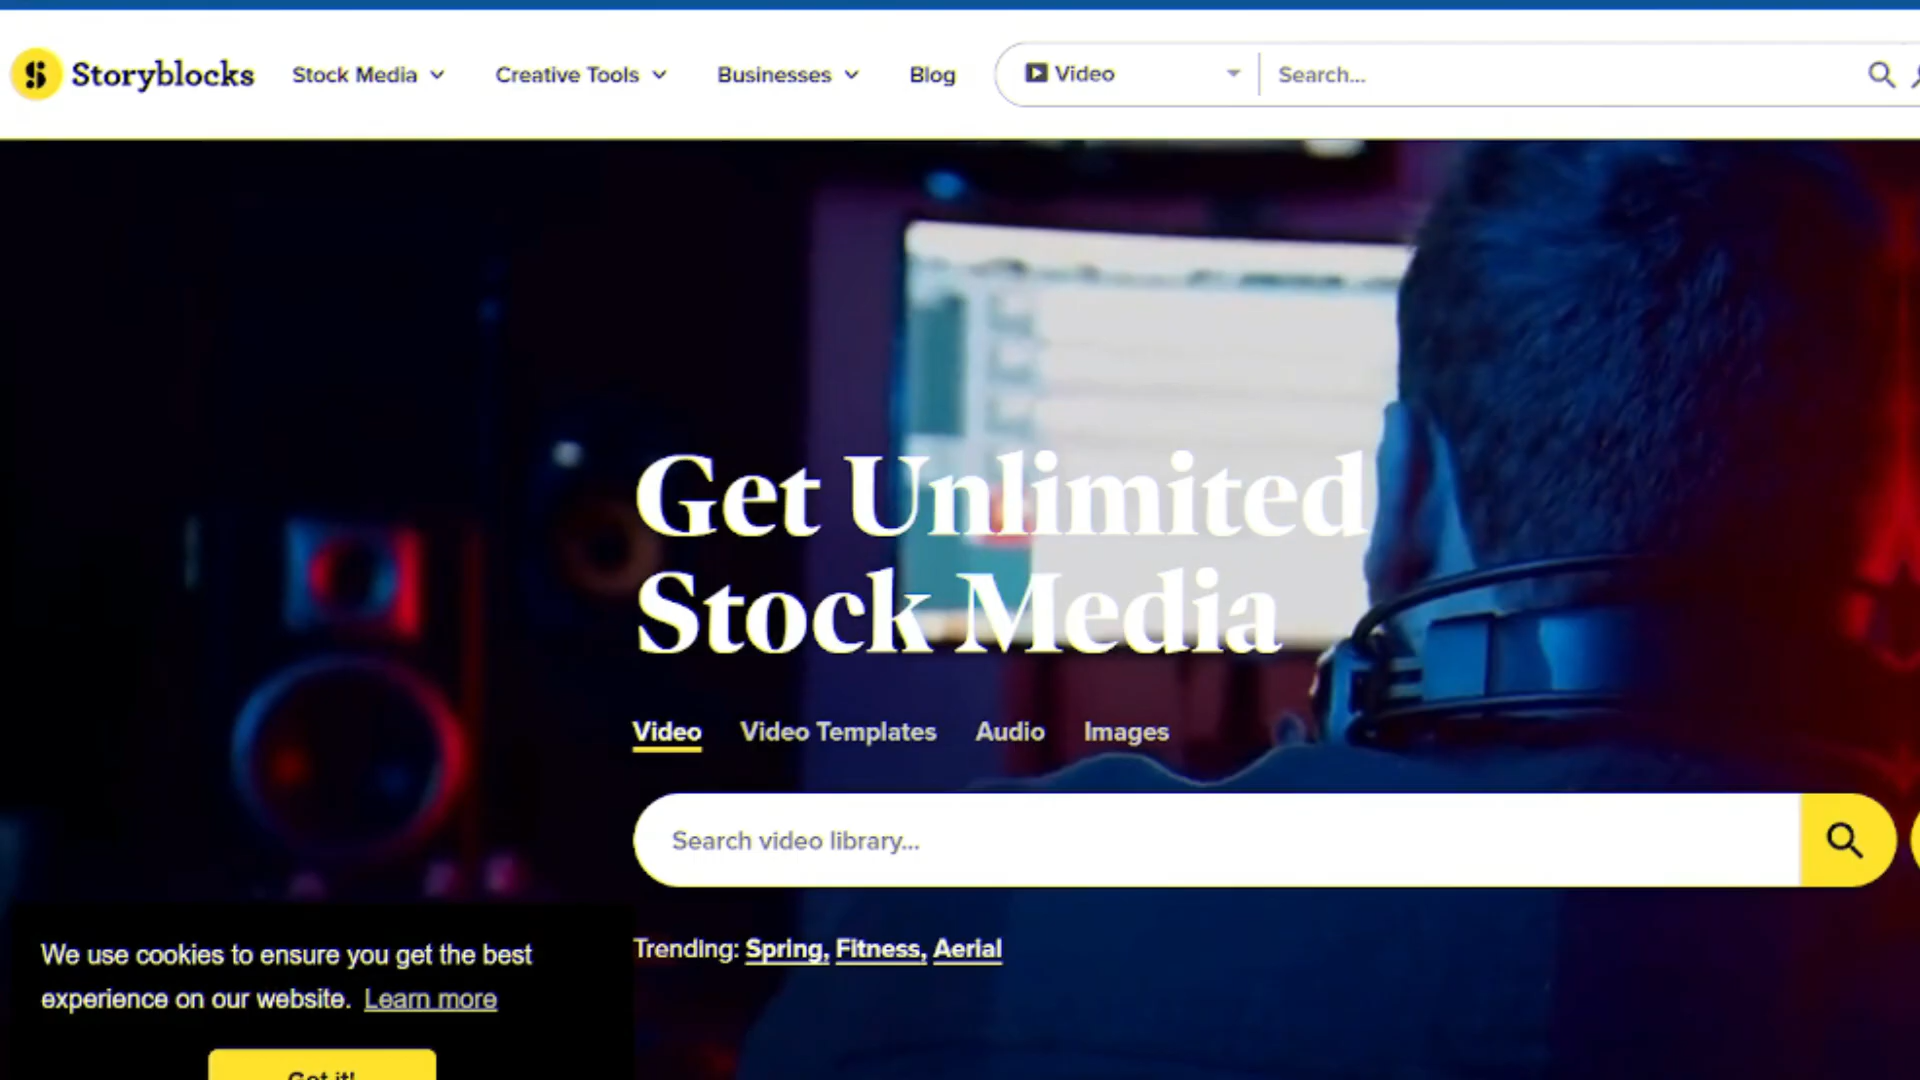 Storyblocks Stock Media Creative Tools Businesses Blog Video Search...
Get Unlimited
Stock Media
Video Video Templates Audio Images
Search video library...
Trending: Spring, Fitness, Aerial
We use cookies to ensure you get the best
experience on our website. Learn more
Got it!